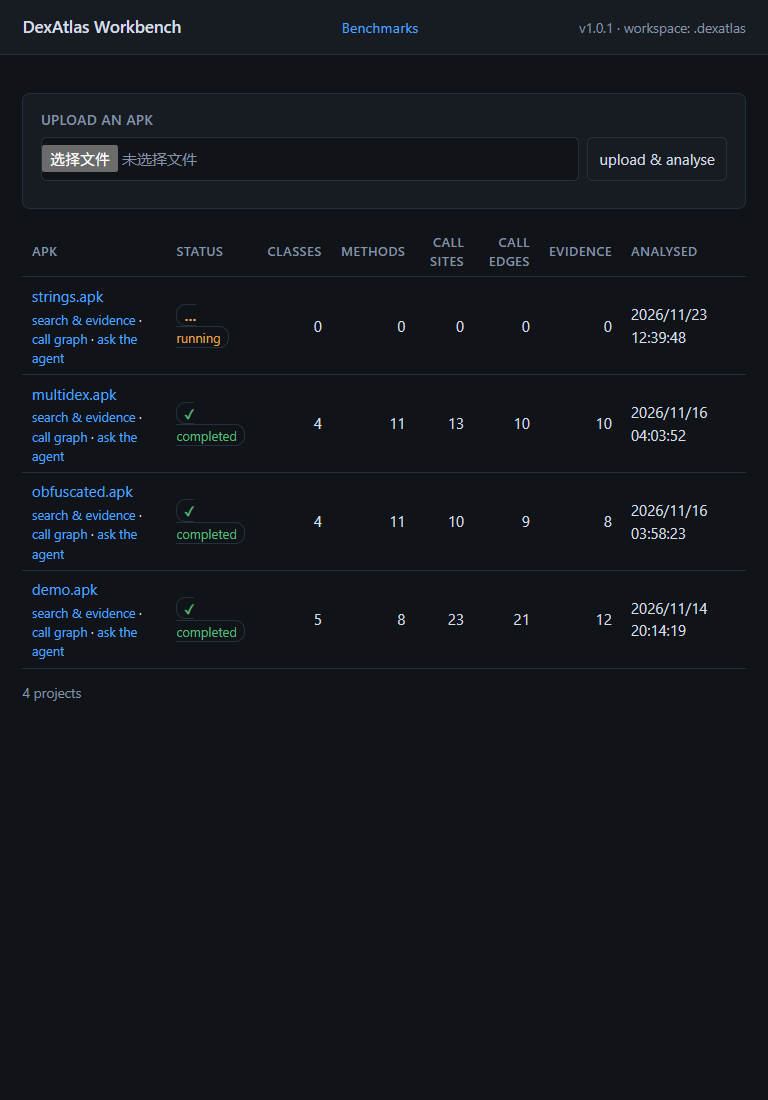 DexAtlas Workbench Benchmarks v1.0.1 · workspace: .dexatlas
UPLOAD AN APK
选择文件 未选择文件 upload & analyse
APK STATUS CLASSES METHODS CALL SITES CALL EDGES EVIDENCE ANALYSED
strings.apk
search & evidence ·
call graph · ask the
agent
… running 0 0 0 0 0 2026/11/23 12:39:48
multidex.apk
search & evidence ·
call graph · ask the
agent
✓ completed 4 11 13 10 10 2026/11/16 04:03:52
obfuscated.apk
search & evidence ·
call graph · ask the
agent
✓ completed 4 11 10 9 8 2026/11/16 03:58:23
demo.apk
search & evidence ·
call graph · ask the
agent
✓ completed 5 8 23 21 12 2026/11/14 20:14:19
4 projects